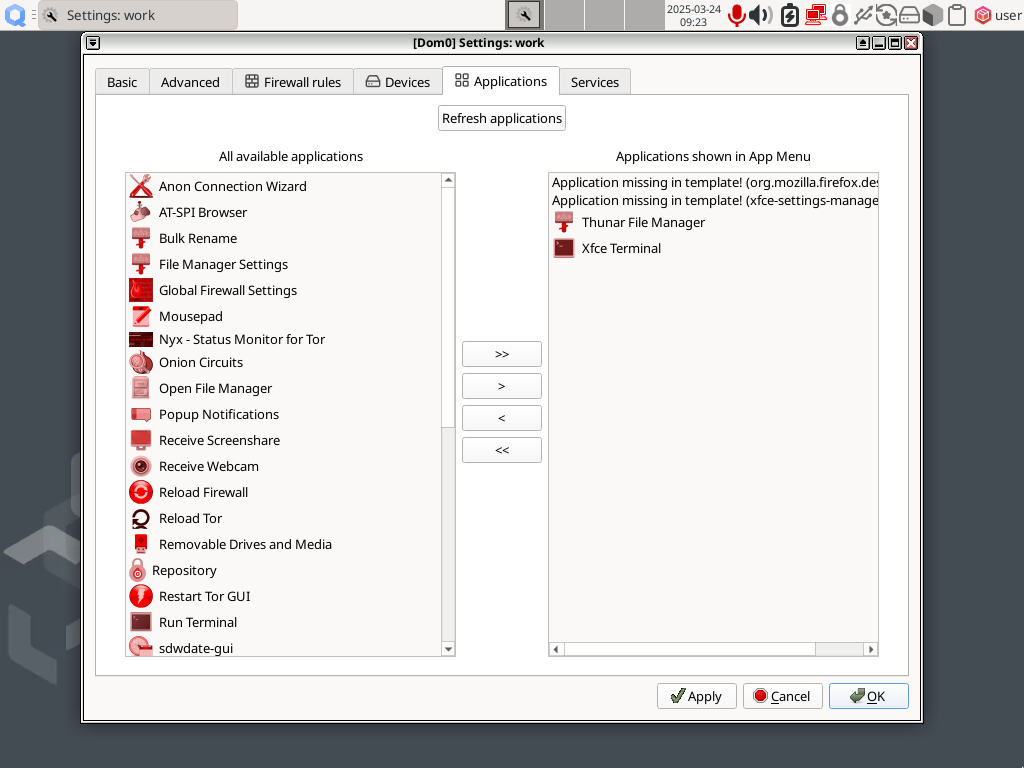 Settings: work
2025-03-24
09:23
user
[Dom0] Settings: work
Basic
Advanced
Firewall rules
Devices
Applications
Services
Refresh applications
All available applications
Anon Connection Wizard
AT-SPI Browser
Bulk Rename
File Manager Settings
Global Firewall Settings
Mousepad
Nyx - Status Monitor for Tor
Onion Circuits
Open File Manager
Popup Notifications
Receive Screenshare
Receive Webcam
Reload Firewall
Reload Tor
Removable Drives and Media
Repository
Restart Tor GUI
Run Terminal
sdwdate-gui
>>
>
<
<<
Applications shown in App Menu
Application missing in template! (org.mozilla.firefox.des
Application missing in template! (xfce-settings-manage
Thunar File Manager
Xfce Terminal
Apply
Cancel
OK